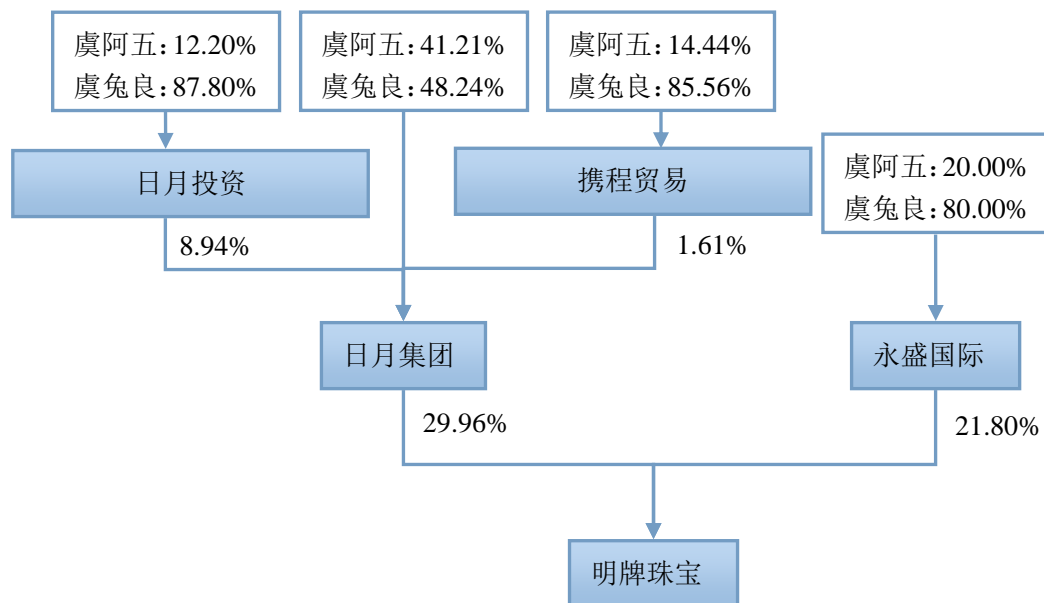 虞阿五：12.20%
虞兔良：87.80%
虞阿五：41.21%
虞兔良：48.24%
虞阿五：14.44%
虞兔良：85.56%
虞阿五：20.00%
虞兔良：80.00%
日月投资
携程贸易
8.94%
1.61%
日月集团
永盛国际
29.96%
21.80%
明牌珠宝